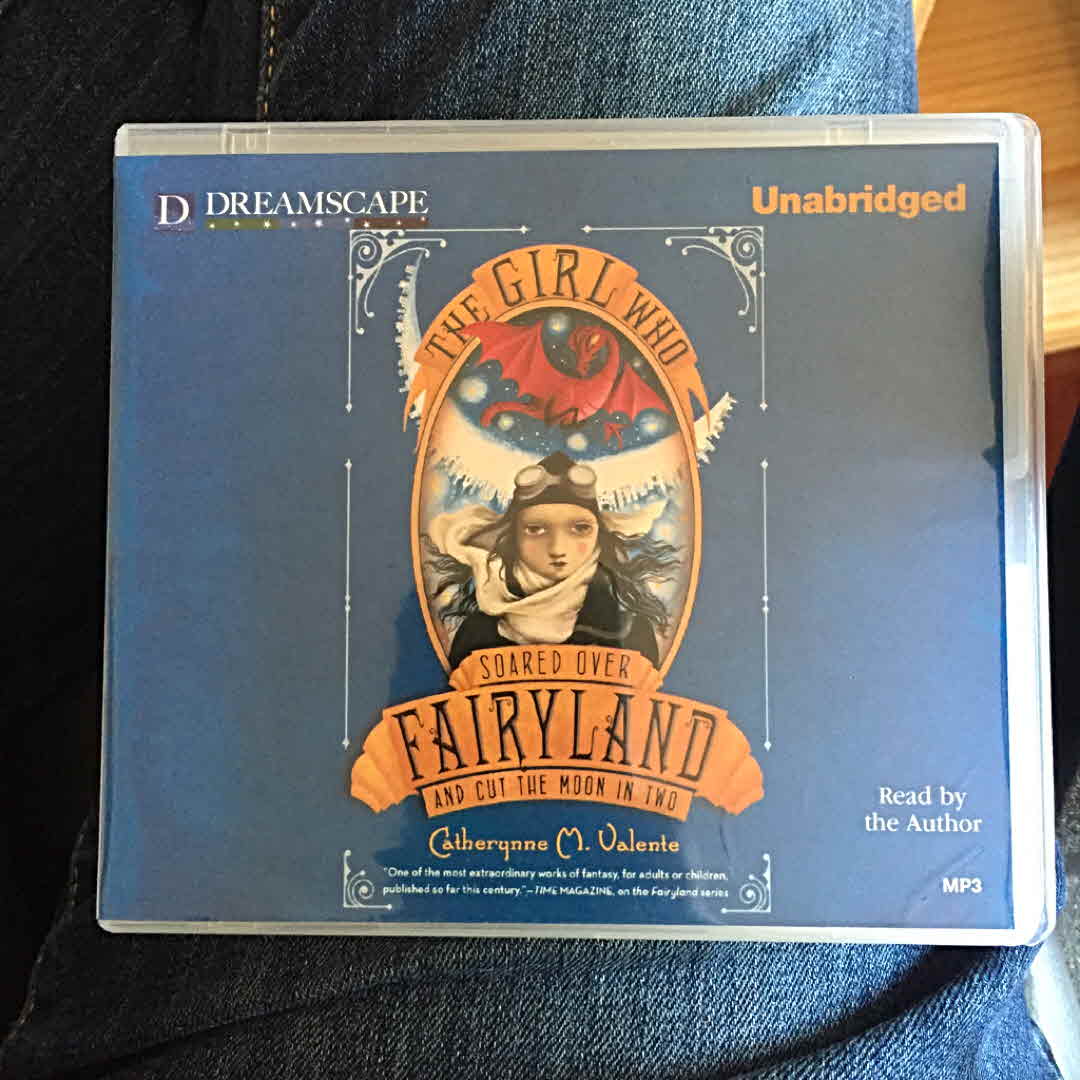 D DREAMSCAPE
Unabridged
THE GIRL WHO
SOARED OVER
FAIRYLAND
AND CUT THE MOON IN TWO
Catherynne M. Valente
"One of the most extraordinary works of fantasy, for adults or children,
published so far this century."—TIME MAGAZINE, on the Fairyland series
Read by
the Author
MP3